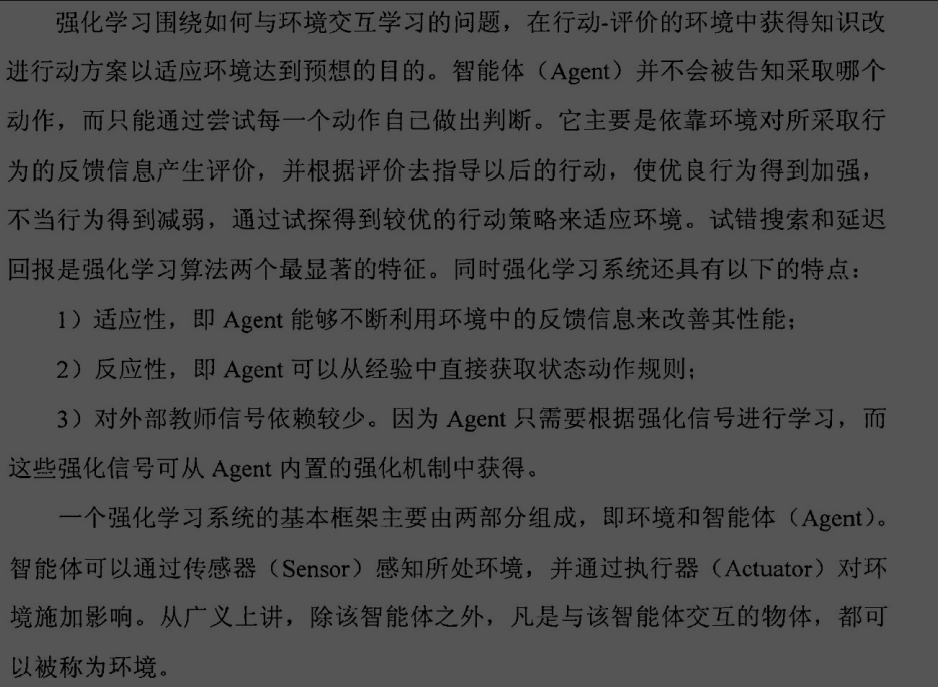 强化学习围绕如何与环境交互学习的问题，在行动-评价的环境中获得知识改
进行动方案以适应环境达到预想的目的。智能体（Agent）并不会被告知采取哪个
动作，而只能通过尝试每一个动作自己做出判断。它主要是依靠环境对所采取行
为的反馈信息产生评价，并根据评价去指导以后的行动，使优良行为得到加强，
不当行为得到减弱，通过试探得到较优的行动策略来适应环境。试错搜索和延迟
回报是强化学习算法两个最显著的特征。同时强化学习系统还具有以下的特点：
1）适应性，即 Agent 能够不断利用环境中的反馈信息来改善其性能；
2）反应性，即 Agent 可以从经验中直接获取状态动作规则；
3）对外部教师信号依赖较少。因为 Agent 只需要根据强化信号进行学习，而
这些强化信号可从 Agent 内置的强化机制中获得。
一个强化学习系统的基本框架主要由两部分组成，即环境和智能体（Agent）。
智能体可以通过传感器（Sensor）感知所处环境，并通过执行器（Actuator）对环
境施加影响。从广义上讲，除该智能体之外，凡是与该智能体交互的物体，都可
以被称为环境。